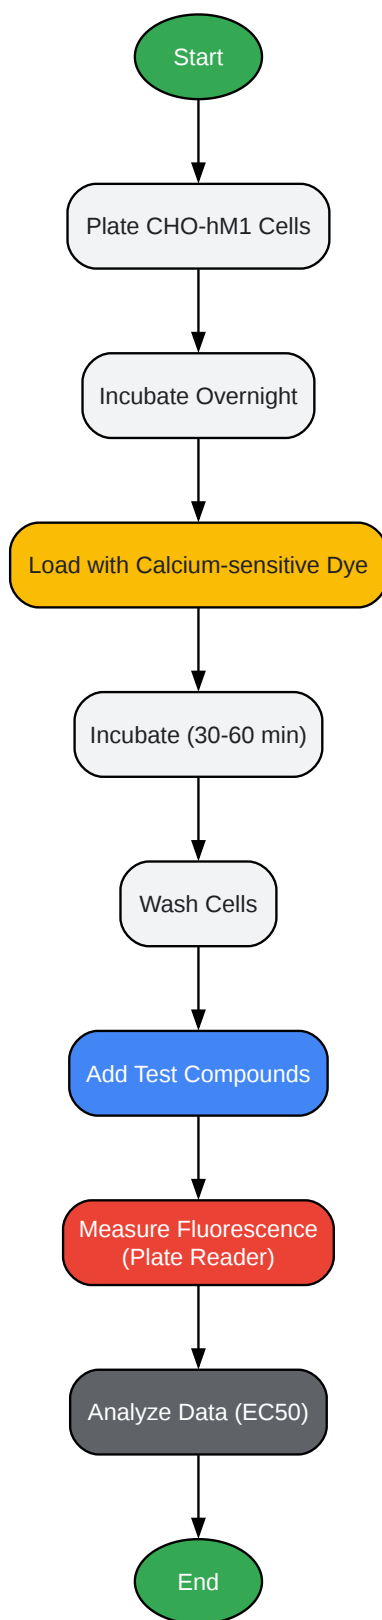 Start
Plate CHO-hM1 Cells
Incubate Overnight
Load with Calcium-sensitive Dye
Incubate (30-60 min)
Wash Cells
Add Test Compounds
Measure Fluorescence
(Plate Reader)
Analyze Data (EC50)
End